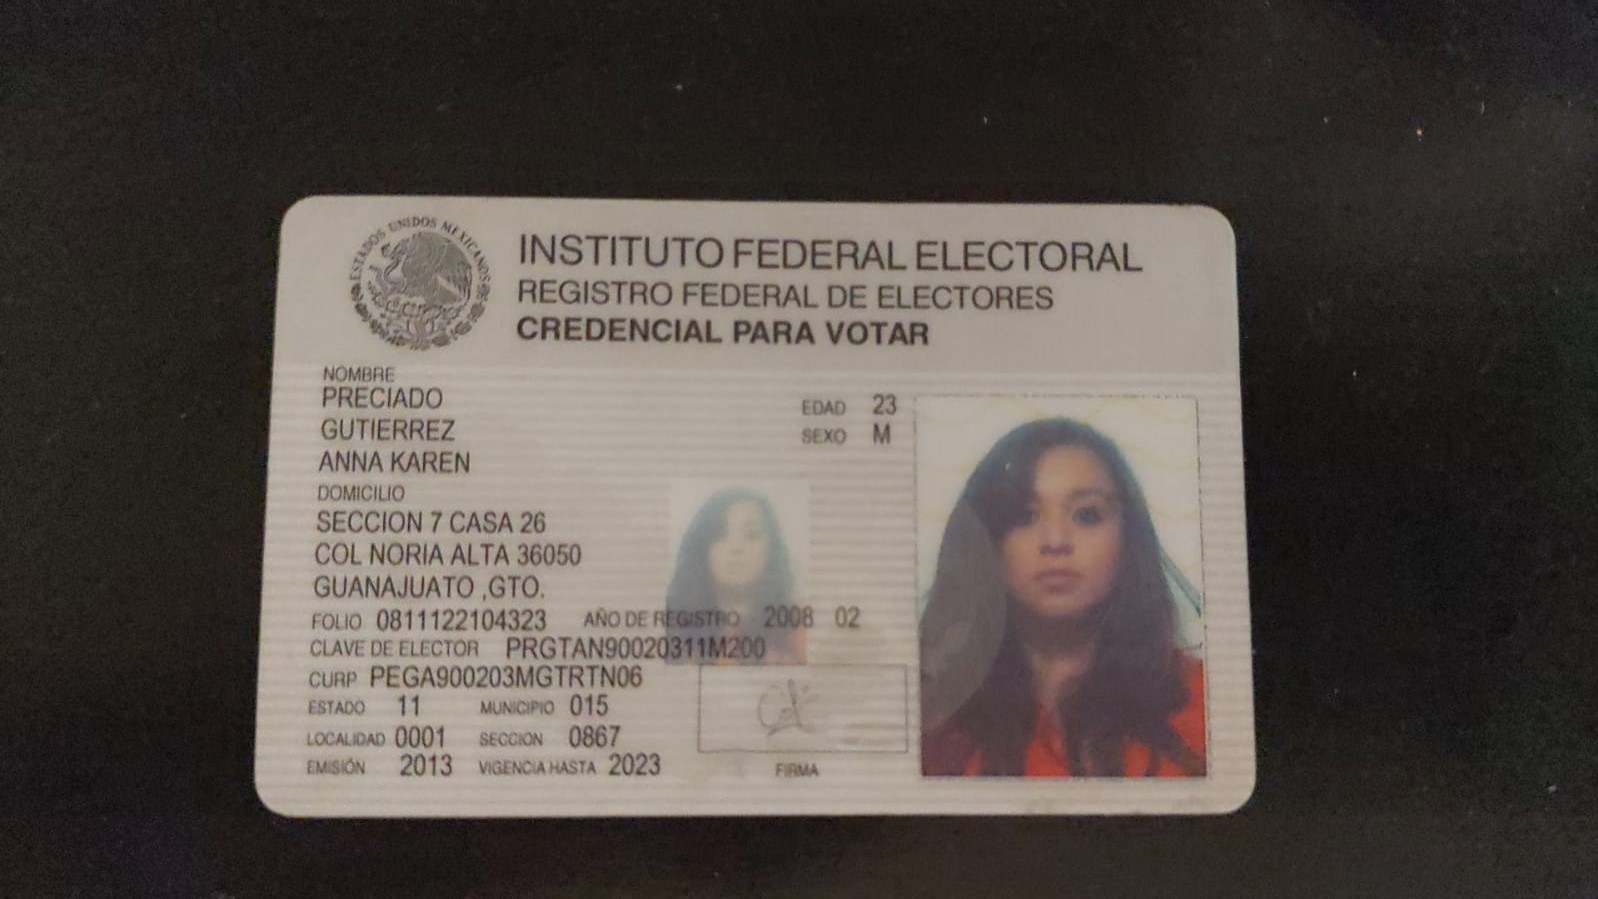 ESTADOS UNIDOS MEXICANOS
INSTITUTO FEDERAL ELECTORAL
REGISTRO FEDERAL DE ELECTORES
CREDENCIAL PARA VOTAR
NOMBRE
PRECIADO
GUTIERREZ
ANNA KAREN
EDAD 23
SEXO M
DOMICILIO
SECCION 7 CASA 26
COL NORIA ALTA 36050
GUANAJUATO ,GTO.
FOLIO 0811122104323 AÑO DE REGISTRO 2008 02
CLAVE DE ELECTOR PRGTAN90020311M200
CURP PEGA900203MGTRTN06
ESTADO 11 MUNICIPIO 015
LOCALIDAD 0001 SECCION 0867
EMISIÓN 2013 VIGENCIA HASTA 2023 FIRMA